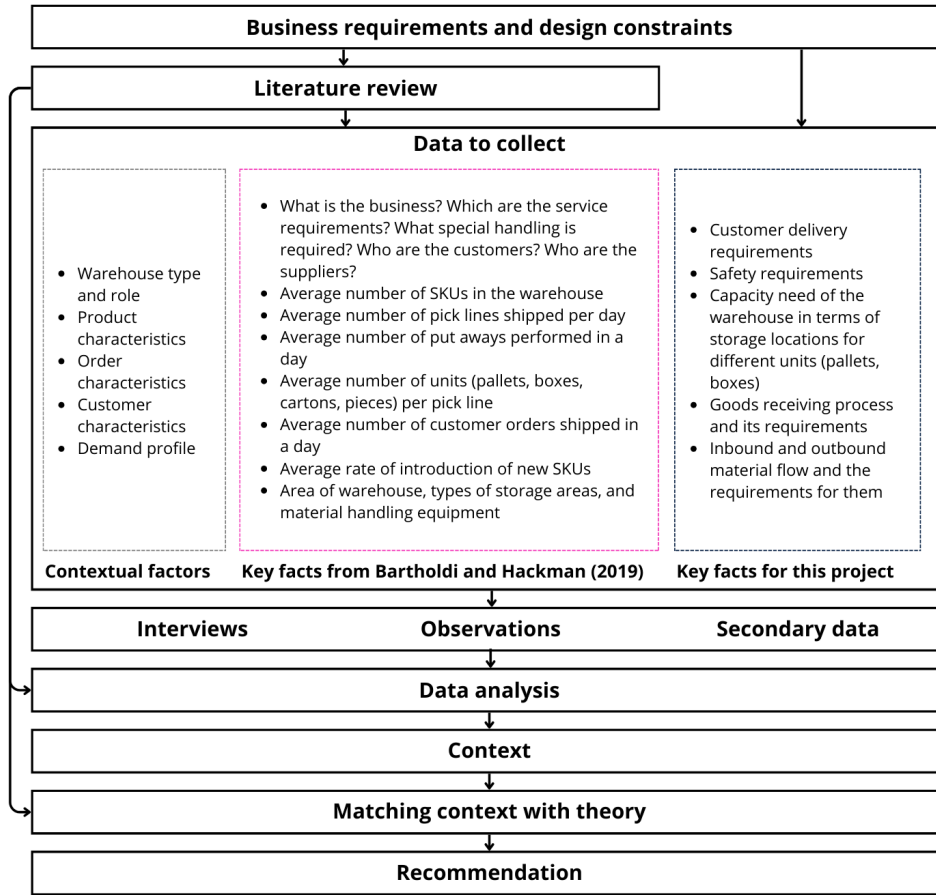 Business requirements and design constraints
Literature review
Data to collect
• Warehouse type
and role
• Product
characteristics
• Order
characteristics
• Customer
characteristics
• Demand profile
Contextual factors
• What is the business? Which are the service
requirements? What special handling is
required? Who are the customers? Who are the
suppliers?
• Average number of SKUs in the warehouse
• Average number of pick lines shipped per day
• Average number of put aways performed in a
day
• Average number of units (pallets, boxes,
cartons, pieces) per pick line
• Average number of customer orders shipped in
a day
• Average rate of introduction of new SKUs
• Area of warehouse, types of storage areas, and
material handling equipment
Key facts from Bartholdi and Hackman (2019)
• Customer delivery
requirements
• Safety requirements
• Capacity need of the
warehouse in terms of
storage locations for
different units (pallets,
boxes)
• Goods receiving process
and its requirements
• Inbound and outbound
material flow and the
requirements for them
Key facts for this project
Interviews Observations Secondary data
Data analysis
Context
Matching context with theory
Recommendation